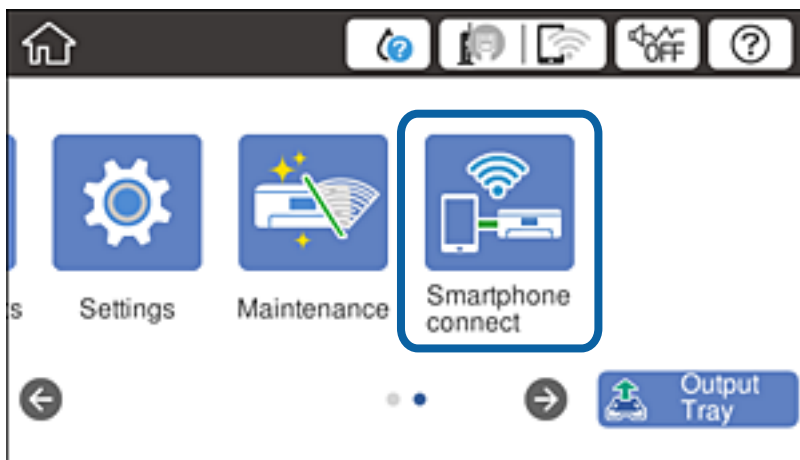 ?
OFF
?
s
Settings
Maintenance
Smartphone
connect
Output
Tray